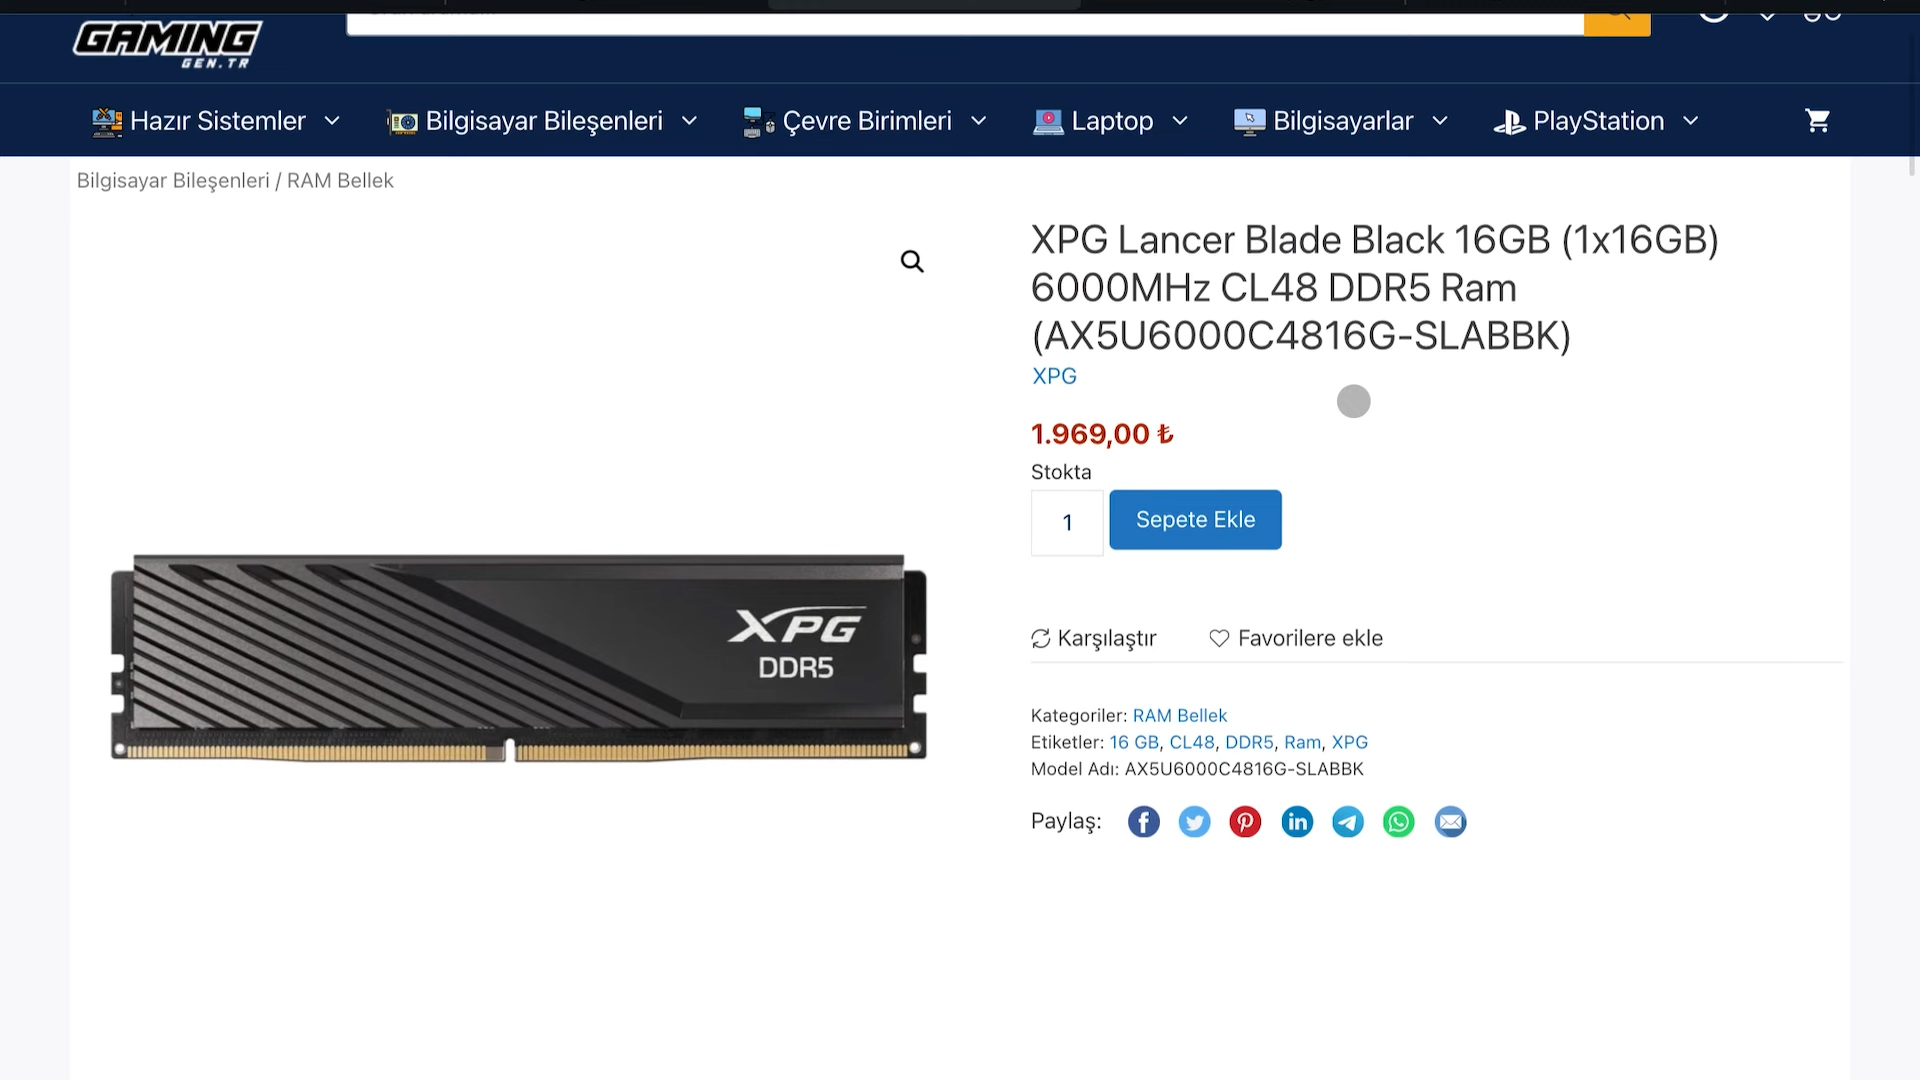 GAMING
GEN.TR
Hazır Sistemler
Bilgisayar Bileşenleri
Çevre Birimleri
Laptop
Bilgisayarlar
PlayStation
Bilgisayar Bileşenleri / RAM Bellek
XPG Lancer Blade Black 16GB (1x16GB)
6000MHz CL48 DDR5 Ram
(AX5U6000C4816G-SLABBK)
XPG
1.969,00 ₺
Stokta
1
Sepete Ekle
XPG
DDR5
Karşılaştır
Favorilere ekle
Kategoriler: RAM Bellek
Etiketler: 16 GB, CL48, DDR5, Ram, XPG
Model Adı: AX5U6000C4816G-SLABBK
Paylaş: